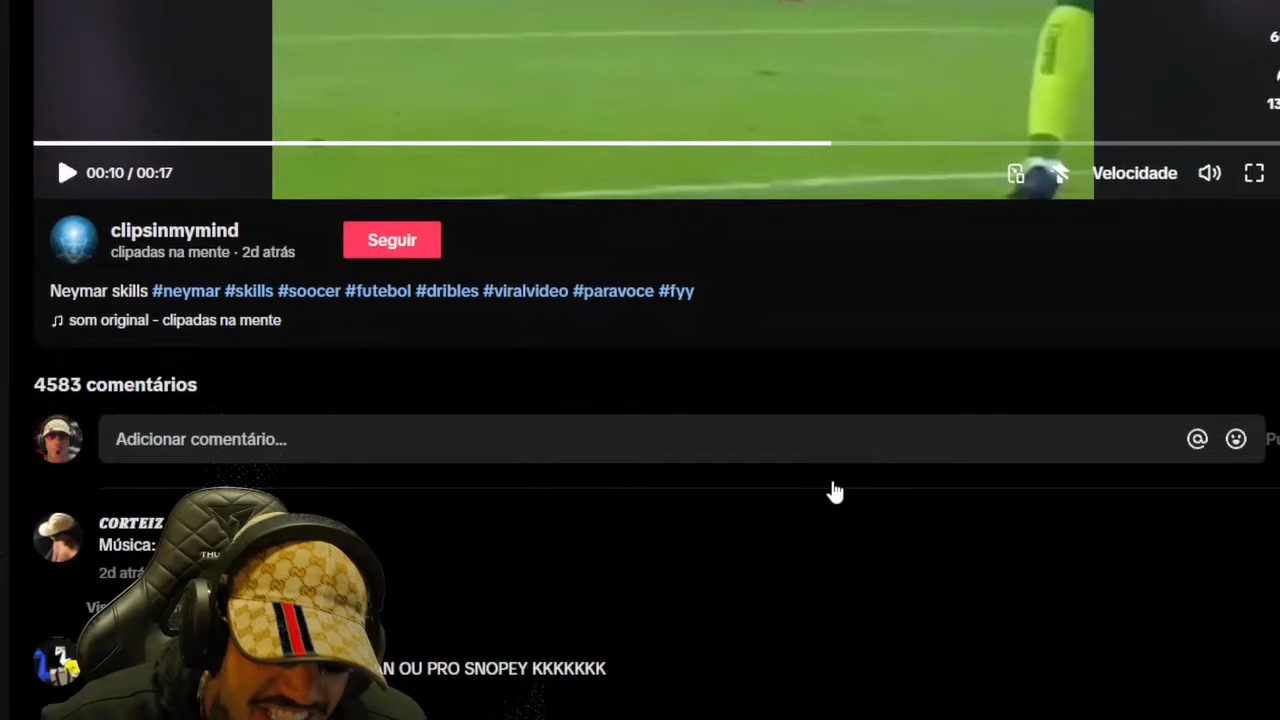 00:10 / 00:17
Velocidade
clipsinmymind
clipadas na mente · 2d atrás
Seguir
Neymar skills #neymar #skills #soocer #futebol #dribles #viralvideo #paravoce #fyy
som original - clipadas na mente
4583 comentários
Adicionar comentário...
CORTEIZ
Música:
2d
OU PRO SNOPEY KKKKKKK